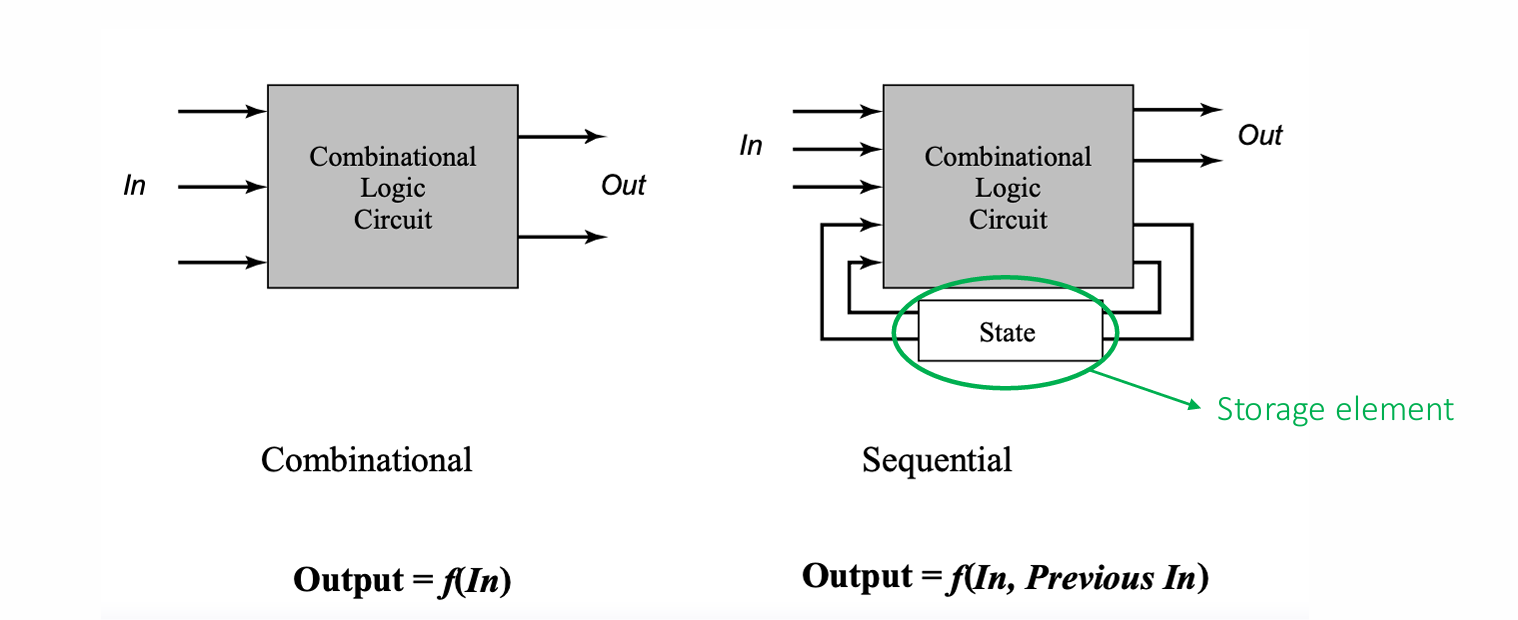 In
Combinational
Logic
Circuit
Out
Combinational
Output = f(In)
In
Combinational
Logic
Circuit
Out
State
Storage element
Sequential
Output = f(In, Previous In)